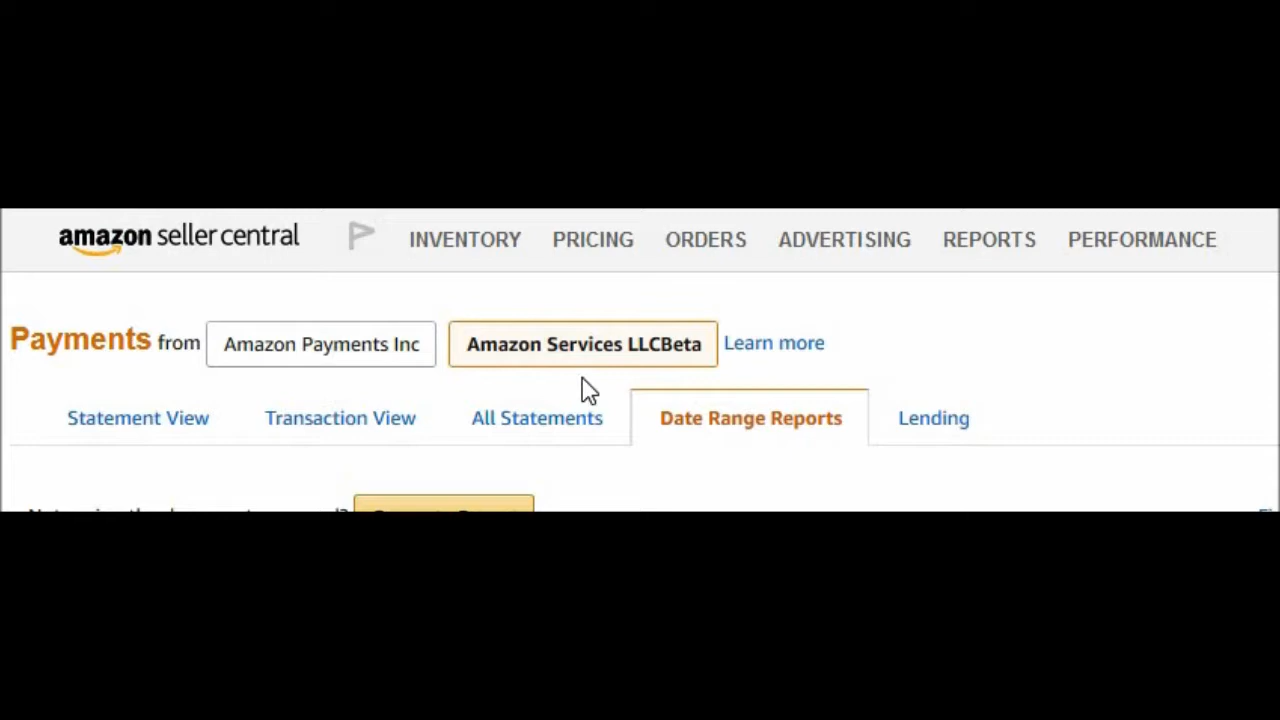 amazon seller central INVENTORY PRICING ORDERS ADVERTISING REPORTS PERFORMANCE
Payments from Amazon Payments Inc Amazon Services LLCBeta Learn more
Statement View Transaction View All Statements Date Range Reports Lending